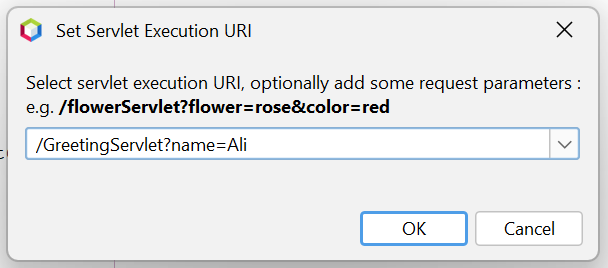 Set Servlet Execution URI
Select servlet execution URI, optionally add some request parameters :
e.g. /flowerServlet?flower=rose&color=red
/GreetingServlet?name=Ali
OK Cancel